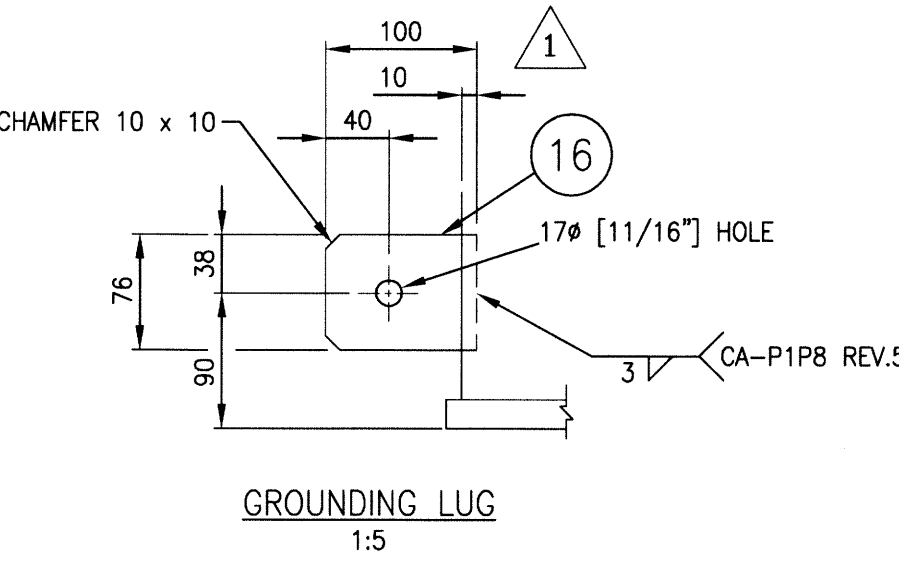 100
1
10
CHAMFER 10 x 10
40
16
17ø [11/16"] HOLE
38
76
90
3
CA-P1P8 REV.5
GROUNDING LUG
1:5